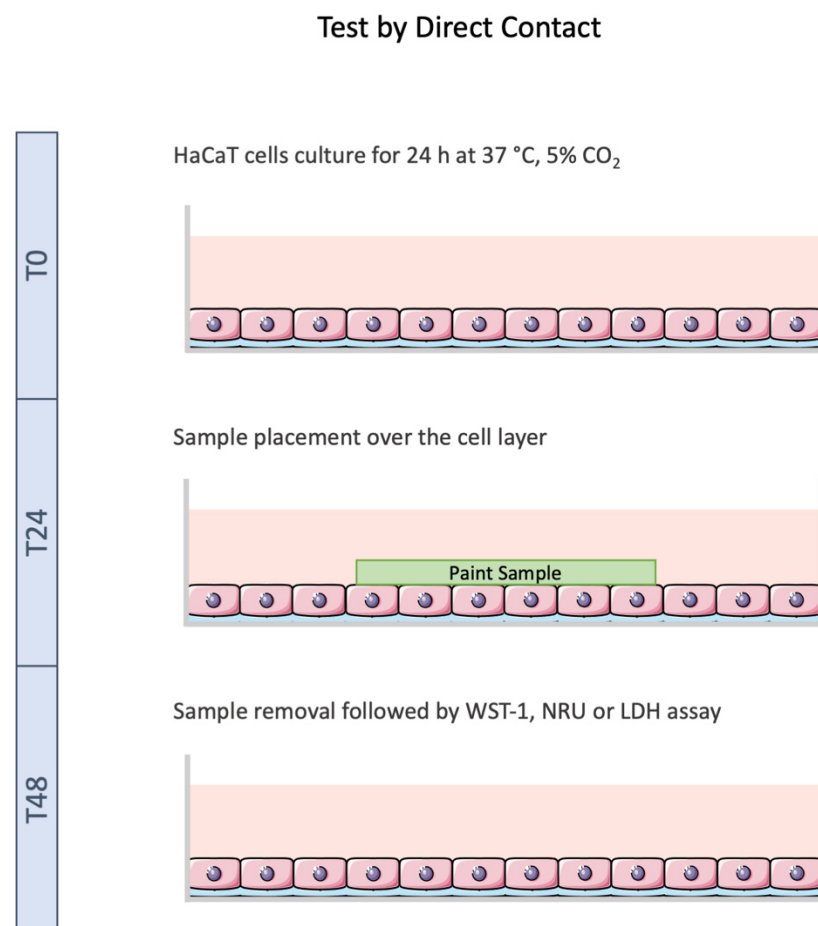 Test by Direct Contact
T0
HaCaT cells culture for 24 h at 37 °C, 5% CO₂
T24
Sample placement over the cell layer
Paint Sample
T48
Sample removal followed by WST-1, NRU or LDH assay